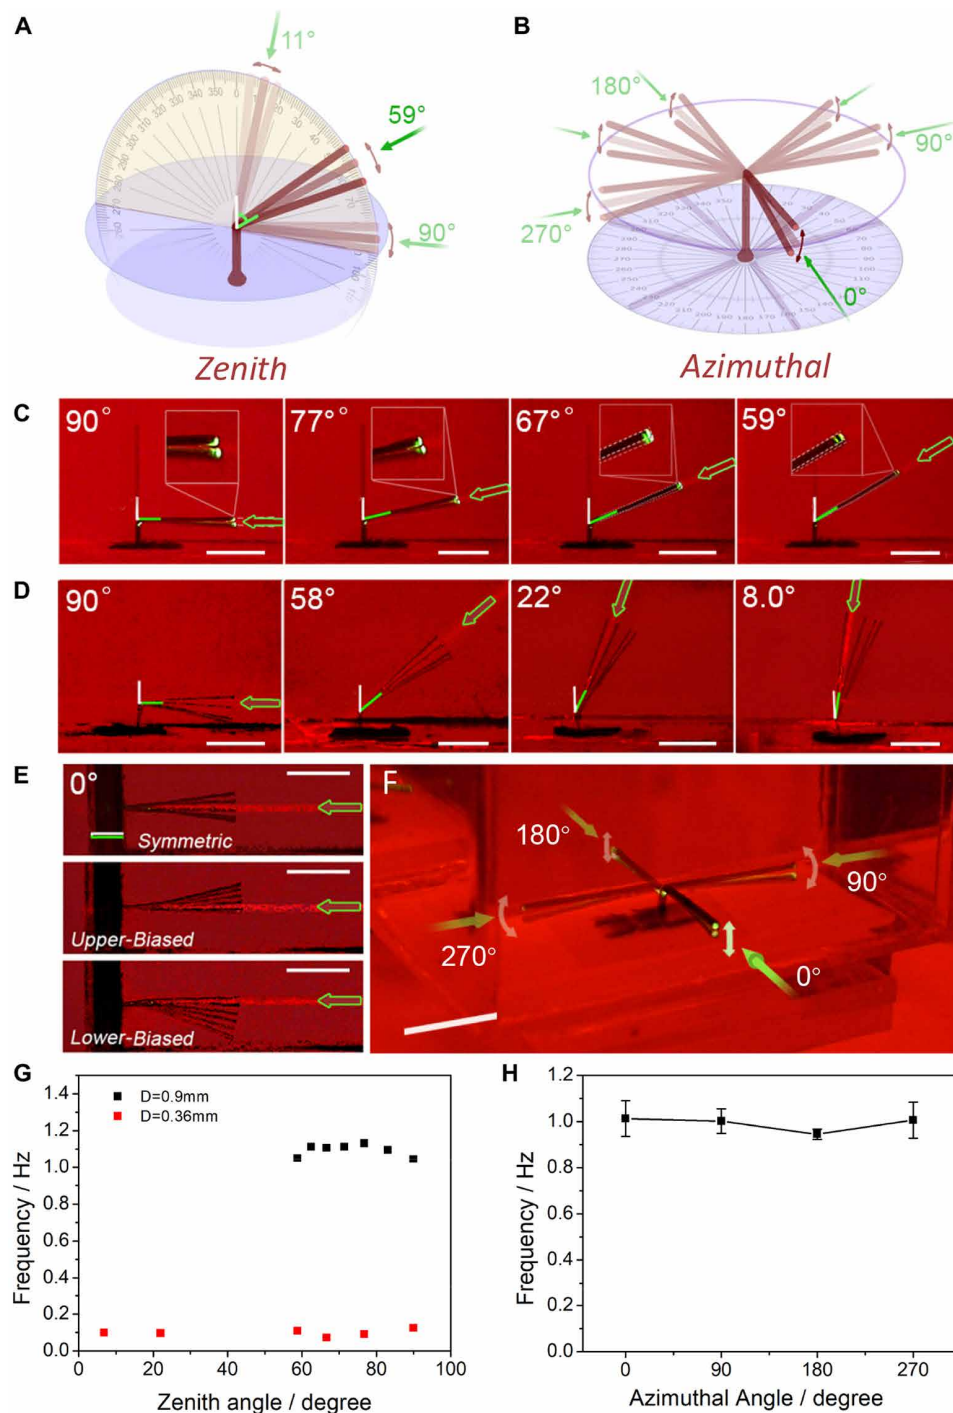 A
B
11°
59°
90°
180°
90°
270°
0°
Zenith
Azimuthal
C
90°
77°°
67°°
59°
D
90°
58°
22°
8.0°
E
0°
Symmetric
Upper-Biased
Lower-Biased
F
180°
90°
270°
0°
G
D=0.9mm
D=0.36mm
1.4
1.2
1.0
0.8
0.6
0.4
0.2
0.0
0 20 40 60 80 100
Frequency / Hz
Zenith angle / degree
H
1.2
1.0
0.8
0.6
0.4
0.2
0.0
0 90 180 270
Frequency / Hz
Azimuthal Angle / degree